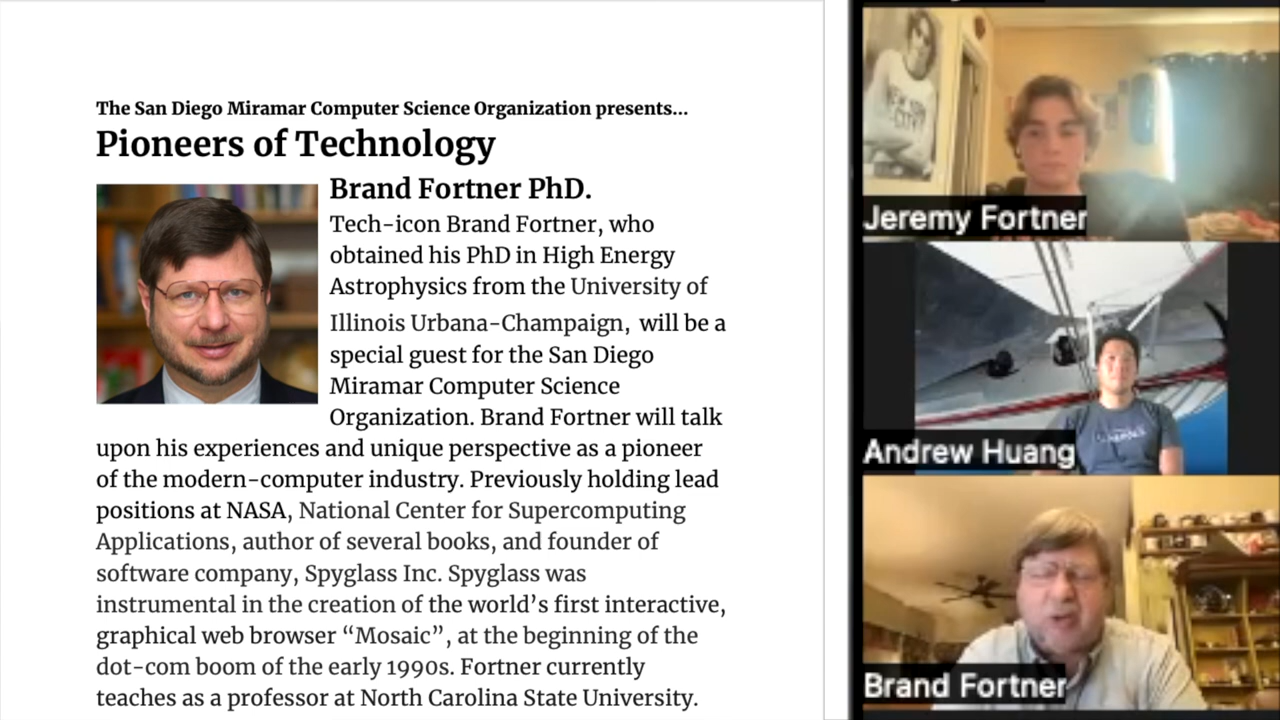 The San Diego Miramar Computer Science Organization presents...
Pioneers of Technology
Brand Fortner PhD.
Tech-icon Brand Fortner, who
obtained his PhD in High Energy
Astrophysics from the University of
Illinois Urbana-Champaign, will be a
special guest for the San Diego
Miramar Computer Science
Organization. Brand Fortner will talk
upon his experiences and unique perspective as a pioneer
of the modern-computer industry. Previously holding lead
positions at NASA, National Center for Supercomputing
Applications, author of several books, and founder of
software company, Spyglass Inc. Spyglass was
instrumental in the creation of the world's first interactive,
graphical web browser “Mosaic”, at the beginning of the
dot-com boom of the early 1990s. Fortner currently
teaches as a professor at North Carolina State University.
NEW YORK
CITY
Jeremy Fortner
Andrew Huang
Brand Fortner